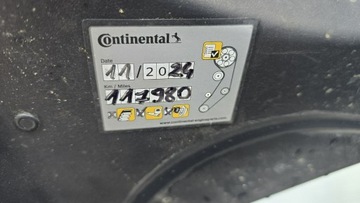 Continental
Date
11/2024
Km / Miles
117980